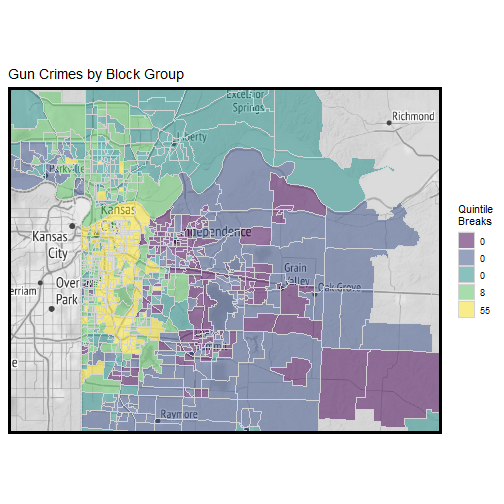 Gun Crimes by Block Group
Excelsior
Springs
Richmond
Liberty
Parkville
Kansas
City
Kansas
City
Independence
Quintile
Breaks
0
0
0
8
55
Grain
Valley
Oak Grove
Over
Park
erriam
e
Raymore